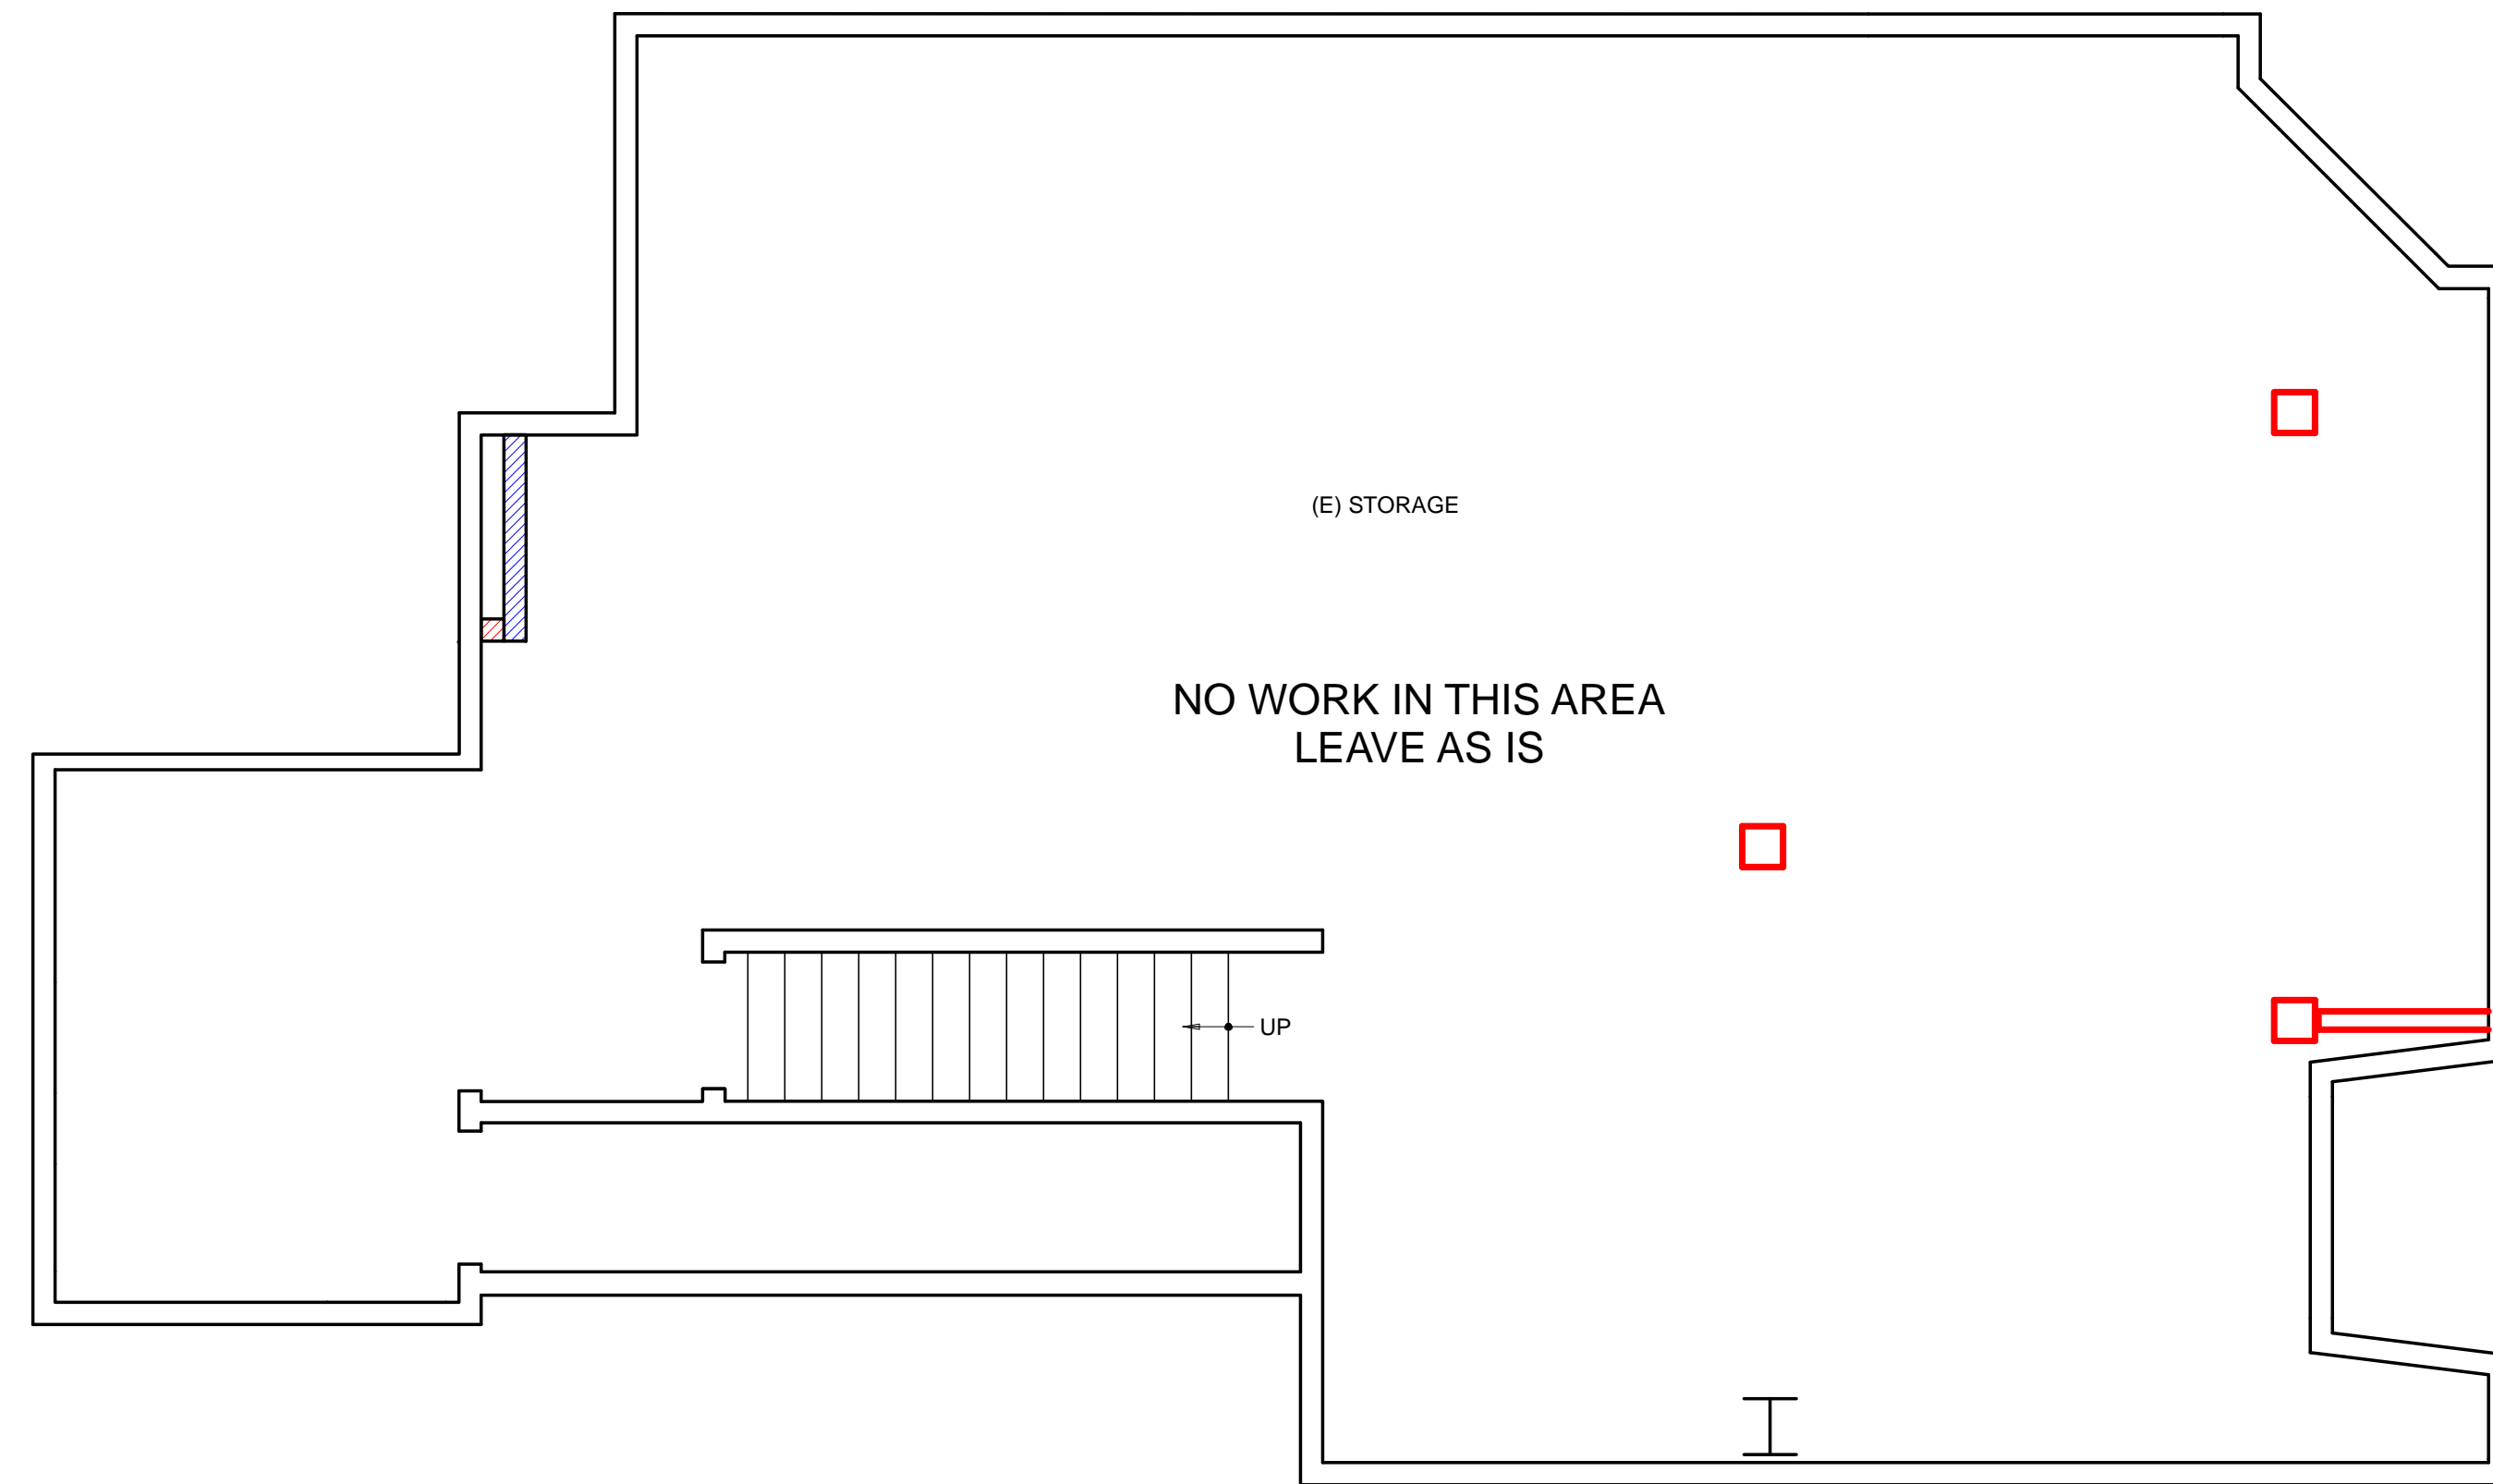 (E) STORAGE
NO WORK IN THIS AREA
LEAVE AS IS
UP